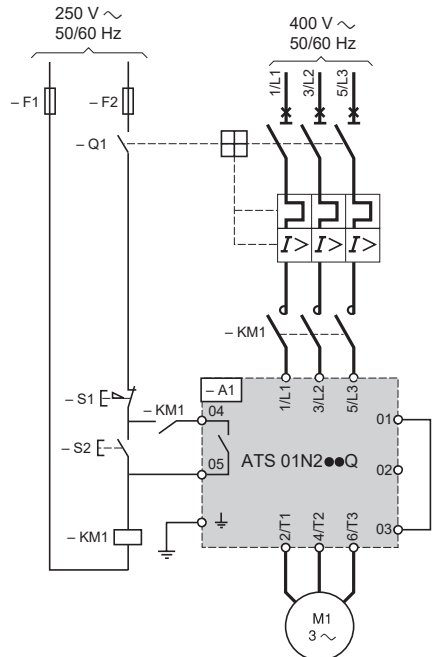 250 V ~
50/60 Hz
400 V ~
50/60 Hz
1/L1
3/L2
5/L3
– F1
– F2
– Q1
I >
I >
I >
– KM1
– A1
– S1
– KM1
04
1/L1
3/L2
5/L3
01
– S2
05
ATS 01N2●●Q
02
– KM1
03
2/T1
4/T2
6/T3
M1
3 ~